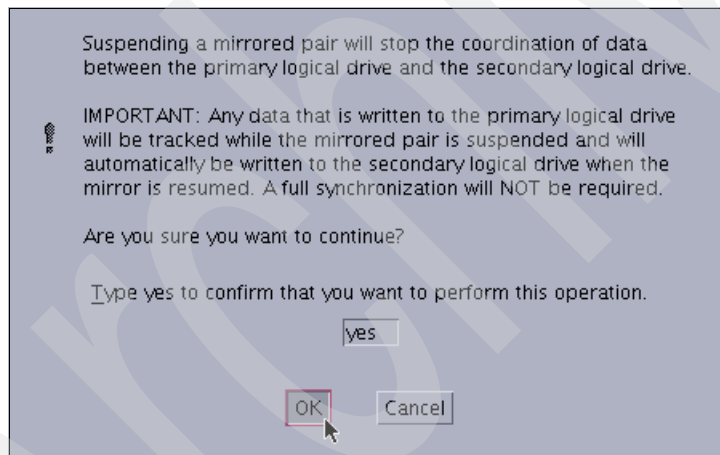 Suspending a mirrored pair will stop the coordination of data
between the primary logical drive and the secondary logical drive.
IMPORTANT: Any data that is written to the primary logical drive
will be tracked while the mirrored pair is suspended and will
automatically be written to the secondary logical drive when the
mirror is resumed. A full synchronization will NOT be required.
Are you sure you want to continue?
Type yes to confirm that you want to perform this operation.
yes
OK Cancel